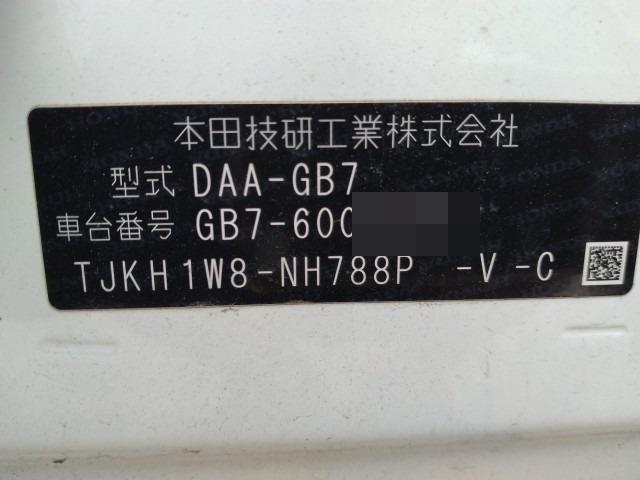 本田技研工業株式会社
型式 DAA-GB7
車台番号 GB7-600
TJKH1W8-NH788P -V-C